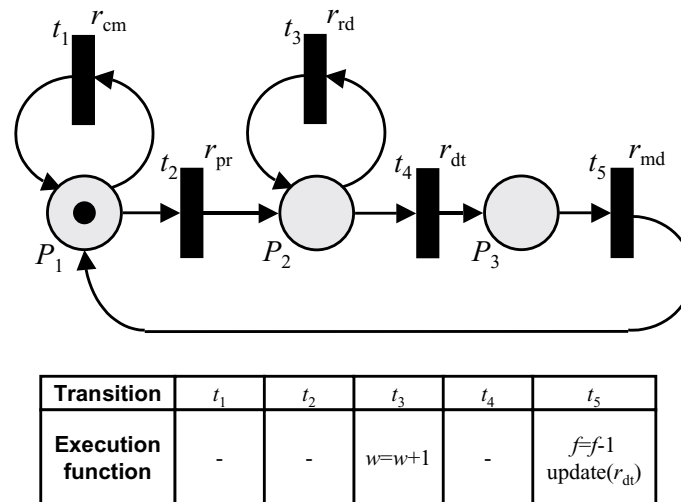 t1 rcm t3 rrd
t2 rpr t4 rdt t5 rmd
P1 P2 P3
Transition t1 t2 t3 t4 t5
Execution function - - w=w+1 - f=f-1
update(rdt)